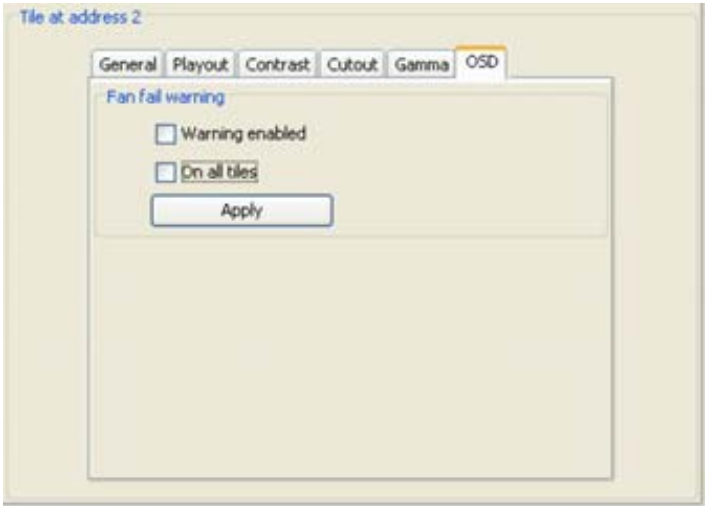 Tile at address 2
General Playout Contrast Cutout Gamma OSD
Fan fail warning
Warning enabled
On all tiles
Apply